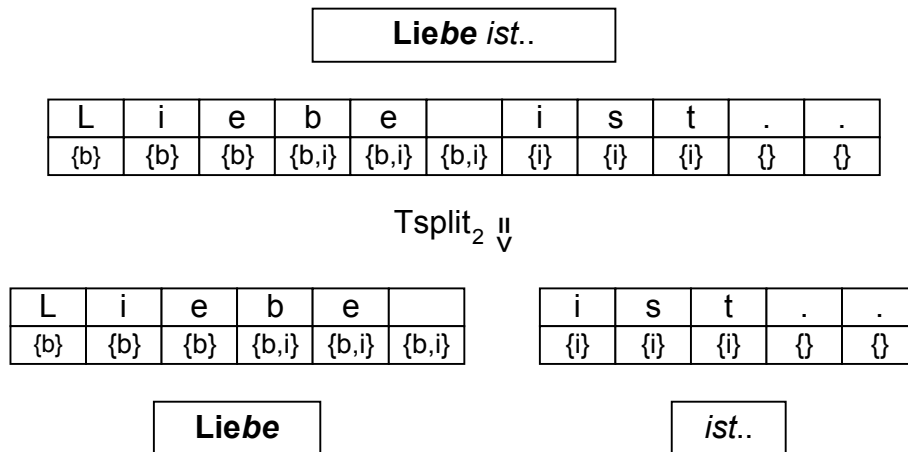 Liebe ist..
L i e b e i s t . .
{b} {b} {b} {b,i} {b,i} {b,i} {i} {i} {i} {} {}
Tsplit₂ ⇓
L i e b e i s t . .
{b} {b} {b} {b,i} {b,i} {b,i} {i} {i} {i} {} {}
Liebe ist..